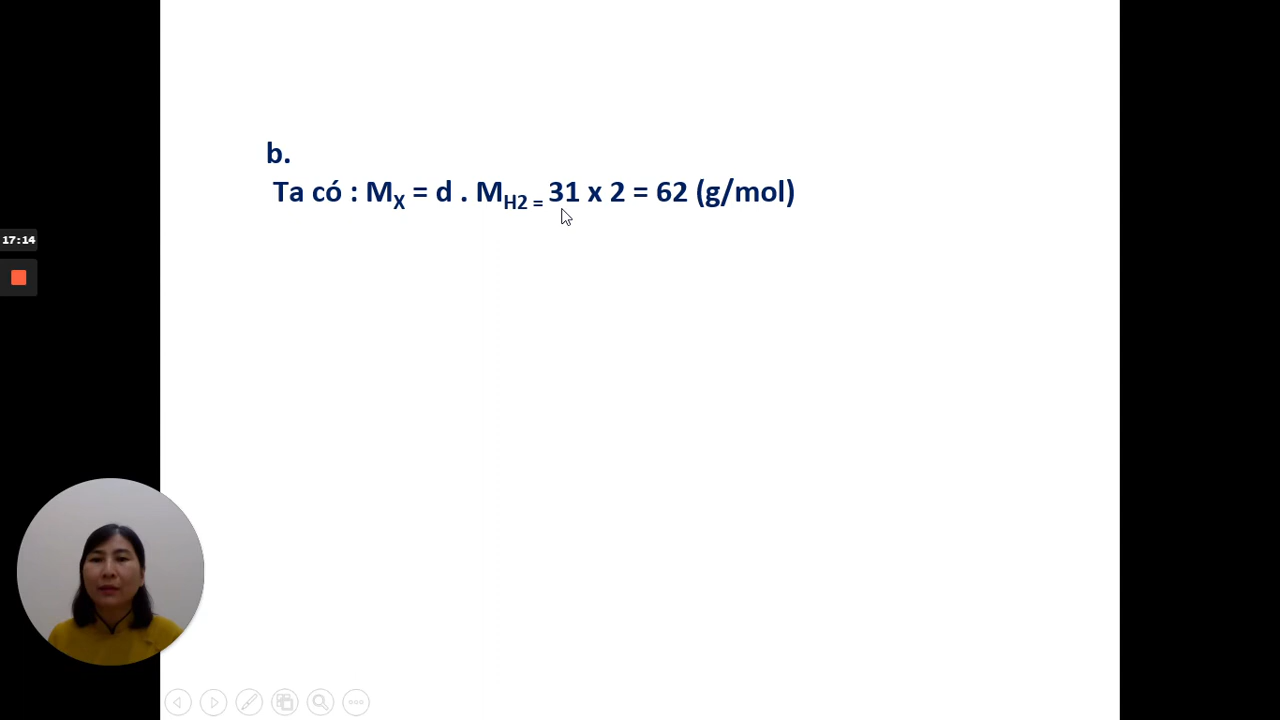 b.
Ta có : MX = d . MH2 = 31 x 2 = 62 (g/mol)
17:14